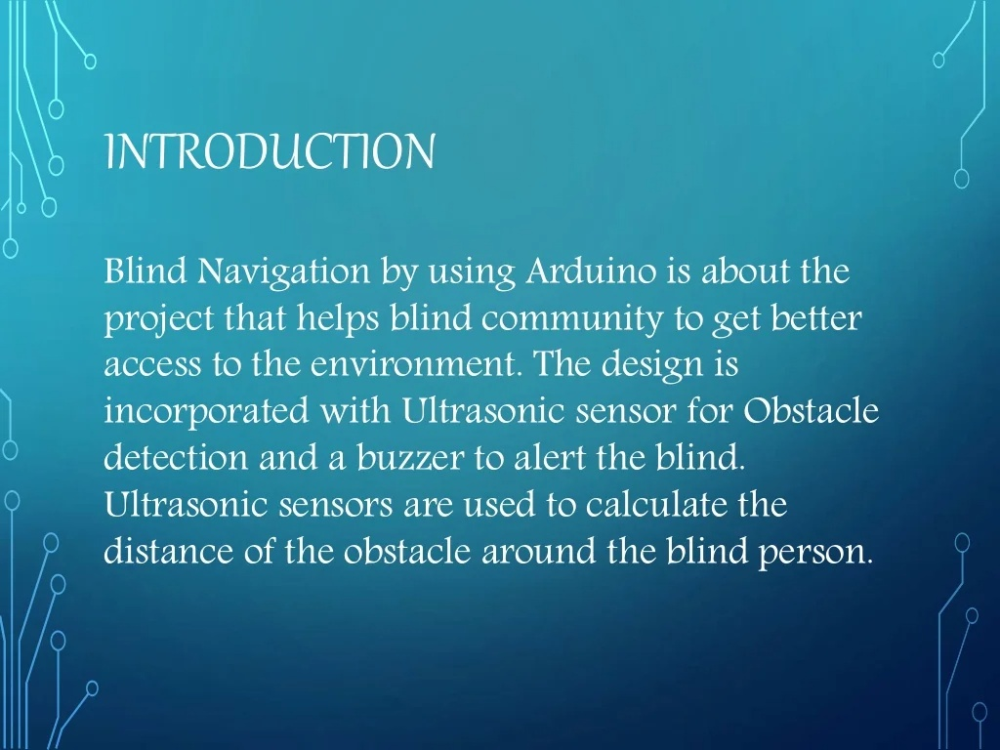 INTRODUCTION
Blind Navigation by using Arduino is about the
project that helps blind community to get better
access to the environment. The design is
incorporated with Ultrasonic sensor for Obstacle
detection and a buzzer to alert the blind.
Ultrasonic sensors are used to calculate the
distance of the obstacle around the blind person.